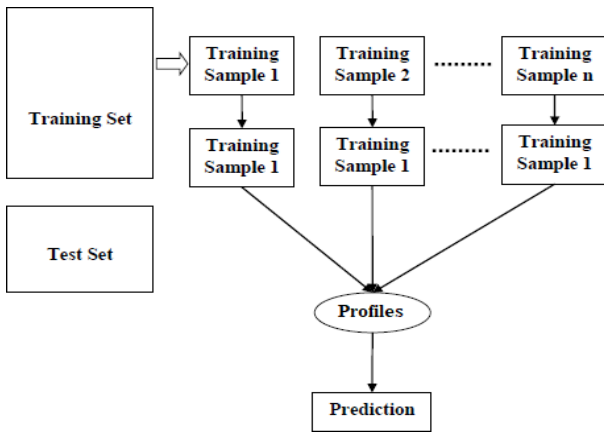 Training Set
Training
Sample 1
Training
Sample 2
.........
Training
Sample n
Training
Sample 1
Training
Sample 1
.........
Training
Sample 1
Test Set
Profiles
Prediction